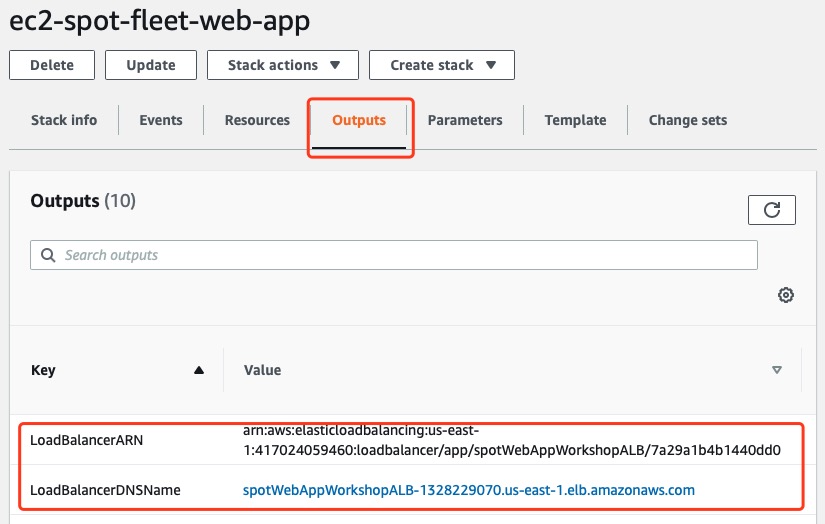 ec2-spot-fleet-web-app
Delete Update Stack actions Create stack
Stack info Events Resources Outputs Parameters Template Change sets
Outputs (10)
Search outputs
Key Value
LoadBalancerARN arn:aws:elasticloadbalancing:us-east-
1:417024059460:loadbalancer/app/spotWebAppWorkshopALB/7a29a1b4b1440dd0
LoadBalancerDNSName spotWebAppWorkshopALB-1328229070.us-east-1.elb.amazonaws.com